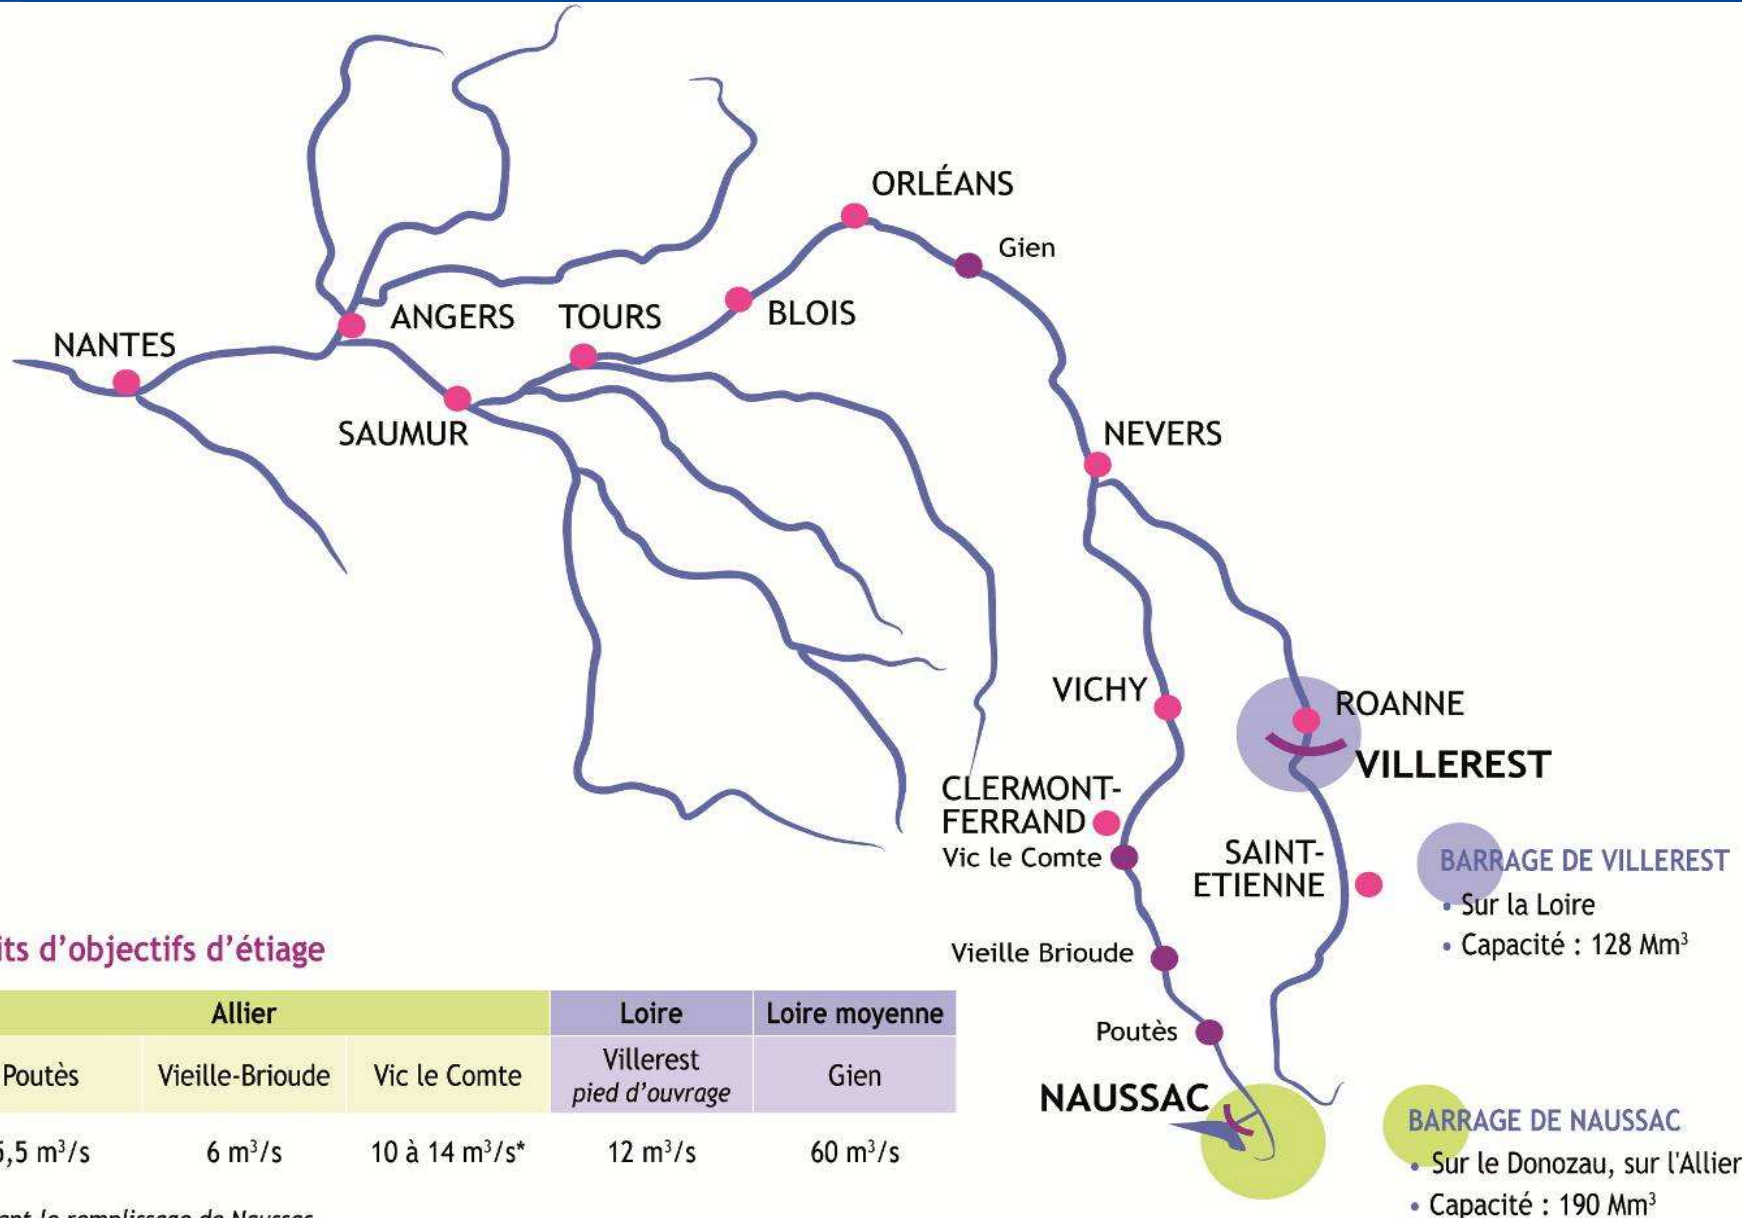 ORLÉANS
Gien
ANGERS
TOURS
BLOIS
NANTES
SAUMUR
NEVERS
VICHY
ROANNE
VILLEREST
CLERMONT-
FERRAND
Vic le Comte
SAINT-
ETIENNE
BARRAGE DE VILLEREST
• Sur la Loire
• Capacité : 128 Mm³
Vieille Brioude
Poutès
NAUSSAC
BARRAGE DE NAUSSAC
• Sur le Donozau, sur l'Allier
• Capacité : 190 Mm³
d'objectifs d'étiage
Allier Loire Loire moyenne
Poutès Vieille-Brioude Vic le Comte Villerest Gien
pied d'ouvrage
5,5 m³/s 6 m³/s 10 à 14 m³/s* 12 m³/s 60 m³/s